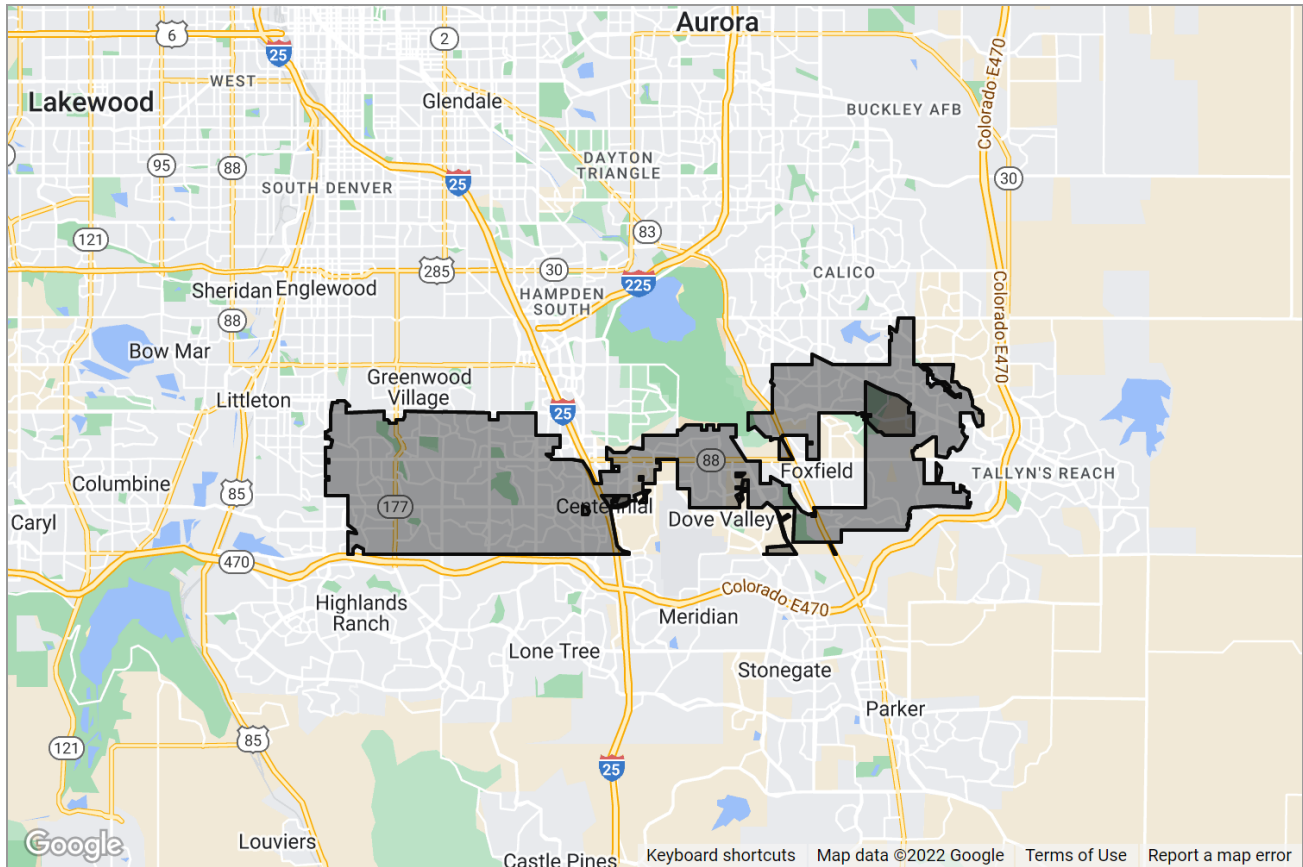 Aurora
6
2
25
WEST
Lakewood
Glendale
BUCKLEY AFB
Colorado E470
95
88
DAYTON
TRIANGLE
SOUTH DENVER
25
30
121
83
285
30
225
CALICO
Sheridan
Englewood
HAMPDEN
SOUTH
Colorado E470
88
Bow Mar
Greenwood
Village
Littleton
25
88
Foxfield
TALLYN'S REACH
Columbine
85
177
Centennial
Dove Valley
Caryl
470
Colorado E470
Highlands
Ranch
Meridian
Lone Tree
Stonegate
Parker
121
85
25
Louviers
Castle Pines
Google
Keyboard shortcuts
Map data ©2022 Google
Terms of Use
Report a map error